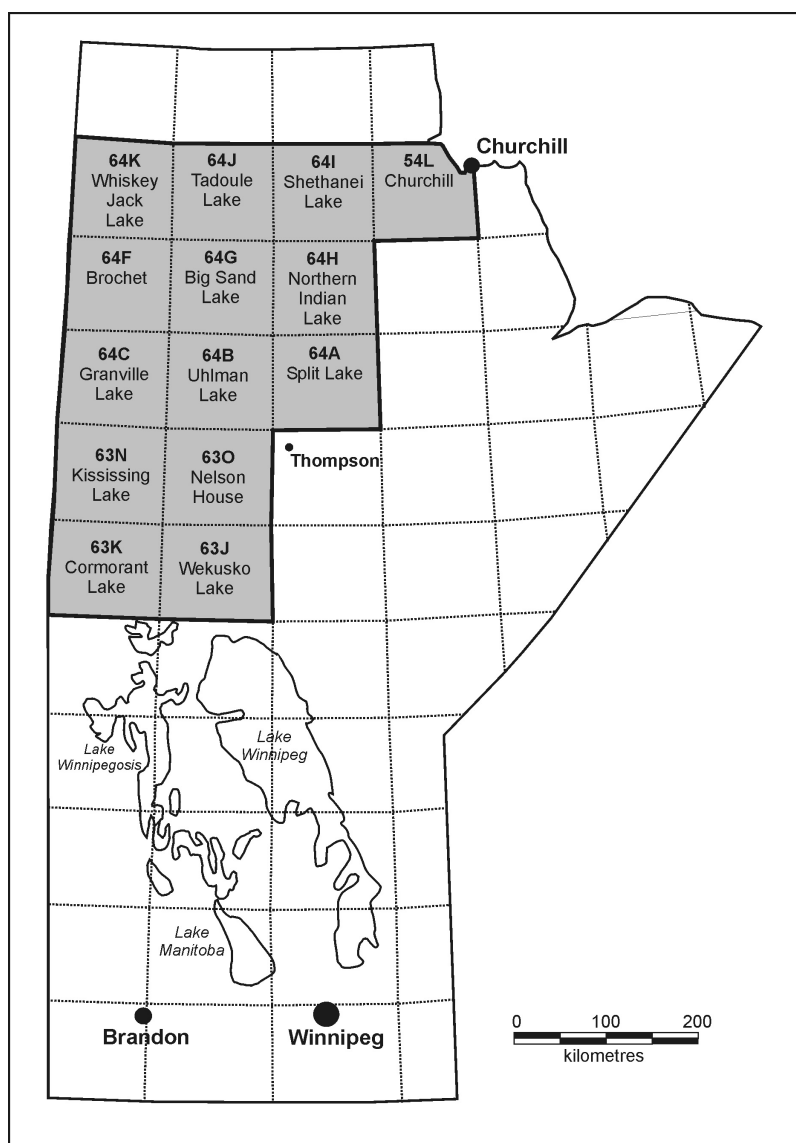 Churchill
64K
Whiskey
Jack
Lake
64J
Tadoule
Lake
64I
Shethanei
Lake
54L
Churchill
64F
Brochet
64G
Big Sand
Lake
64H
Northern
Indian
Lake
64C
Granville
Lake
64B
Uhlman
Lake
64A
Split Lake
63N
Kississing
Lake
63O
Nelson
House
Thompson
63K
Cormorant
Lake
63J
Wekusko
Lake
Lake
Winnipegosis
Lake
Winnipeg
Lake
Manitoba
Brandon
Winnipeg
0 100 200
kilometres